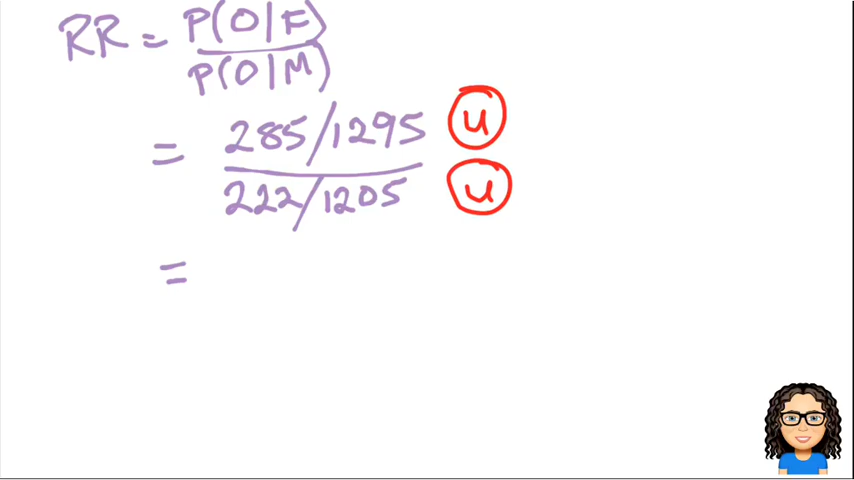 RR = P(O|F)
P(O|M)
= 285/1295 u
222/1205 u
=